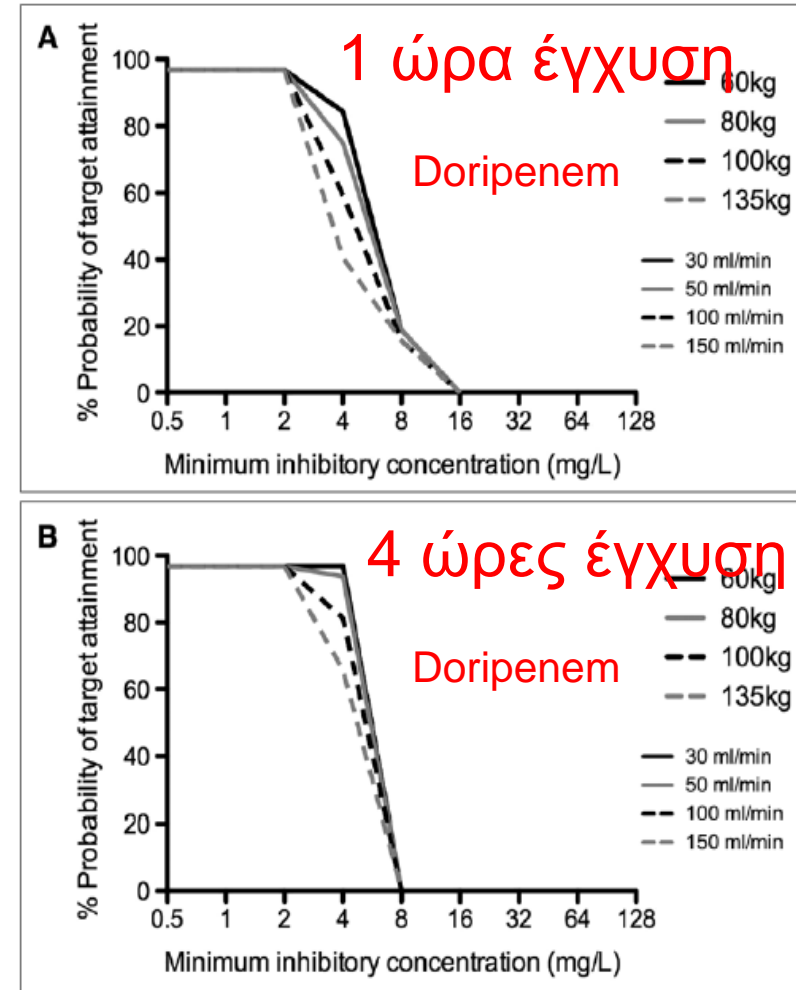 A
1 ώρα έγχυση
Doripenem
% Probability of target attainment
100
80
60
40
20
0
0.5 1 2 4 8 16 32 64 128
Minimum inhibitory concentration (mg/L)
60kg
80kg
100kg
135kg
30 ml/min
50 ml/min
100 ml/min
150 ml/min
B
4 ώρες έγχυση
Doripenem
% Probability of target attainment
100
80
60
40
20
0
0.5 1 2 4 8 16 32 64 128
Minimum inhibitory concentration (mg/L)
60kg
80kg
100kg
135kg
30 ml/min
50 ml/min
100 ml/min
150 ml/min